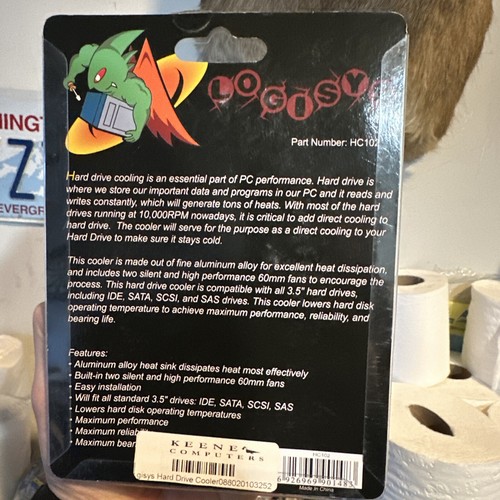 LOGISYS
Part Number: HC102
Hard drive cooling is an essential part of PC performance. Hard drive is
where we store our important data and programs in our PC and it reads and
writes constantly, which will generate tons of heats. With most of the hard
drives running at 10,000RPM nowadays, it is critical to add direct cooling to
hard drive. The cooler will serve for the purpose as a direct cooling to your
Hard Drive to make sure it stays cold.
This cooler is made out of fine aluminum alloy for excellent heat dissipation,
and includes two silent and high performance 60mm fans to encourage the
process. This hard drive cooler is compatible with all 3.5" hard drives,
including IDE, SATA, SCSI, and SAS drives. This cooler lowers hard disk
operating temperature to achieve maximum performance, reliability, and
bearing life.
Features:
· Aluminum alloy heat sink dissipates heat most effectively
· Built-in two silent and high performance 60mm fans
· Easy installation
· Will fit all standard 3.5" drives: IDE, SATA, SCSI, SAS
· Lowers hard disk operating temperatures
· Maximum performance
· Maximum
· Maximum
KEENE
COMPUTERS
gisys Hard Drive Cooler088020103252
HC102
926969901483
Made in China
NGT
Z
EVERGR